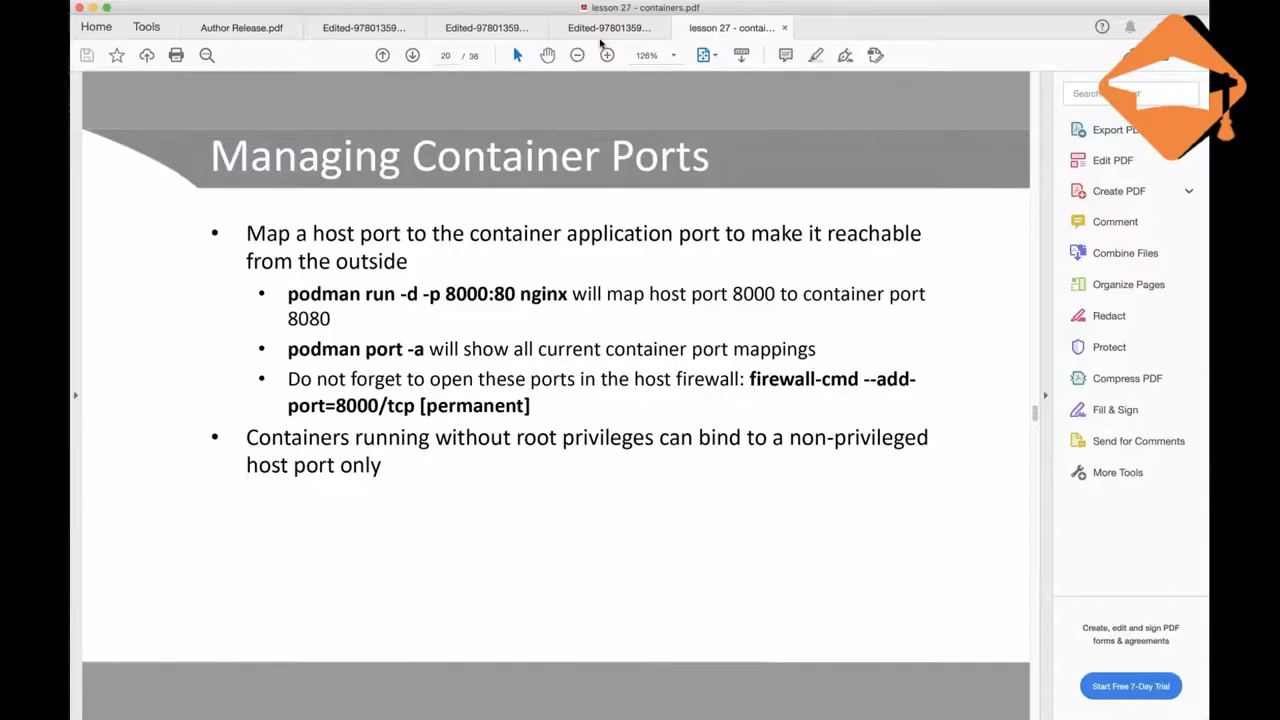 lesson 27 - containers.pdf
Home Tools Author Release.pdf Edited-97801359... Edited-97801359... Edited-97801359... lesson 27 - contai... ×
20 / 36 126%
Managing Container Ports
• Map a host port to the container application port to make it reachable
from the outside
• podman run -d -p 8000:80 nginx will map host port 8000 to container port
8080
• podman port -a will show all current container port mappings
• Do not forget to open these ports in the host firewall: firewall-cmd --add-
port=8000/tcp [permanent]
• Containers running without root privileges can bind to a non-privileged
host port only
Search
Export PD
Edit PDF
Create PDF
Comment
Combine Files
Organize Pages
Redact
Protect
Compress PDF
Fill & Sign
Send for Comments
More Tools
Create, edit and sign PDF
forms & agreements
Start Free 7-Day Trial